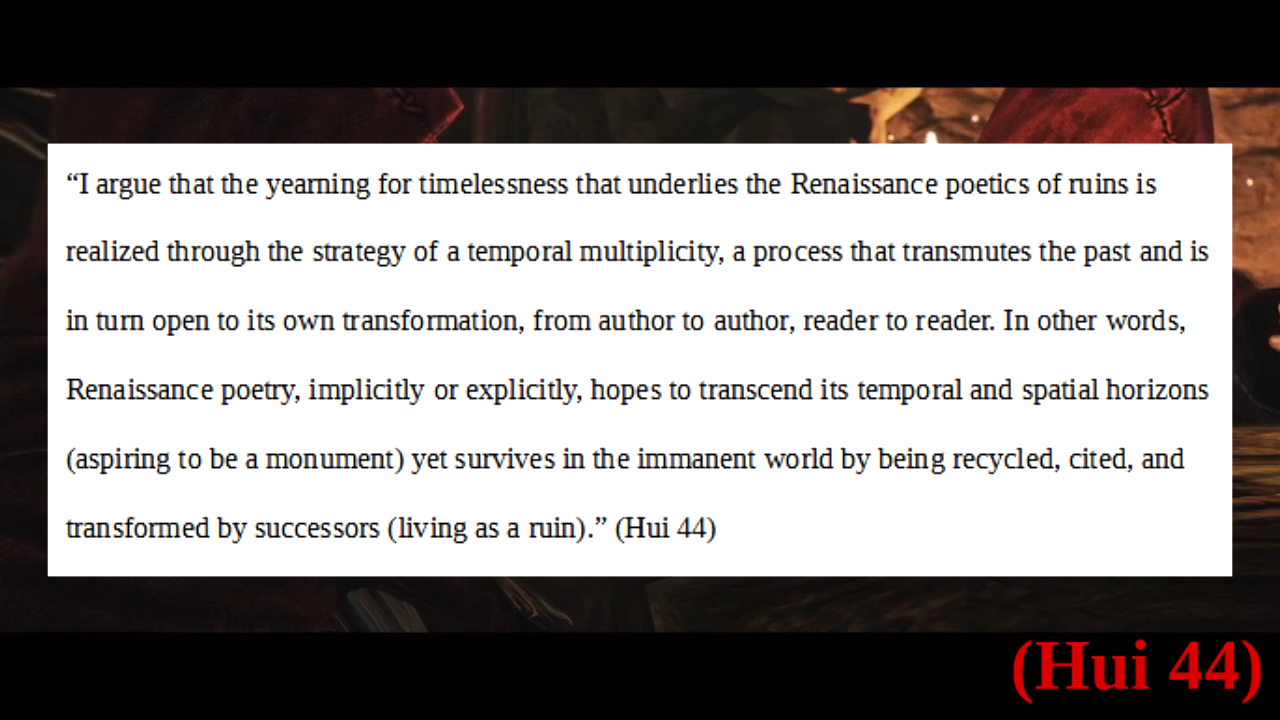 “I argue that the yearning for timelessness that underlies the Renaissance poetics of ruins is
realized through the strategy of a temporal multiplicity, a process that transmutes the past and is
in turn open to its own transformation, from author to author, reader to reader. In other words,
Renaissance poetry, implicitly or explicitly, hopes to transcend its temporal and spatial horizons
(aspiring to be a monument) yet survives in the immanent world by being recycled, cited, and
transformed by successors (living as a ruin).” (Hui 44)
(Hui 44)